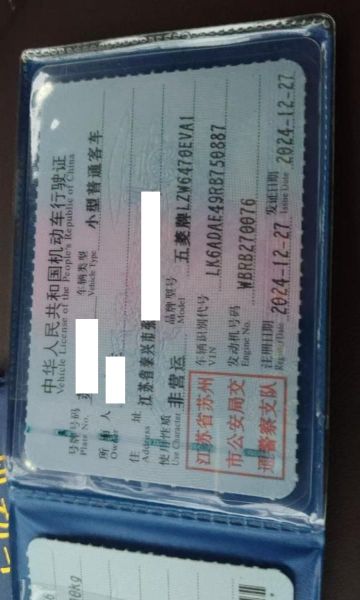 中华人民共和国机动车行驶证
Vehicle License of the People's Republic of China
号牌号码
Plate No.
车辆类型 小型普通客车
Vehicle Type
所有人
Owner
住址 江苏省泰兴市
Address
使用性质 非营运
Use Character
品牌型号 五菱牌LZW6470EVA1
Model
江苏省苏州
市公安局交
通警察支队
车辆识别代号 LK6ADAE49RB750887
VIN
发动机号码 WBRB270076
Engine No.
注册日期 2024-12-27 发证日期 2024-12-27
Register Date Issue Date